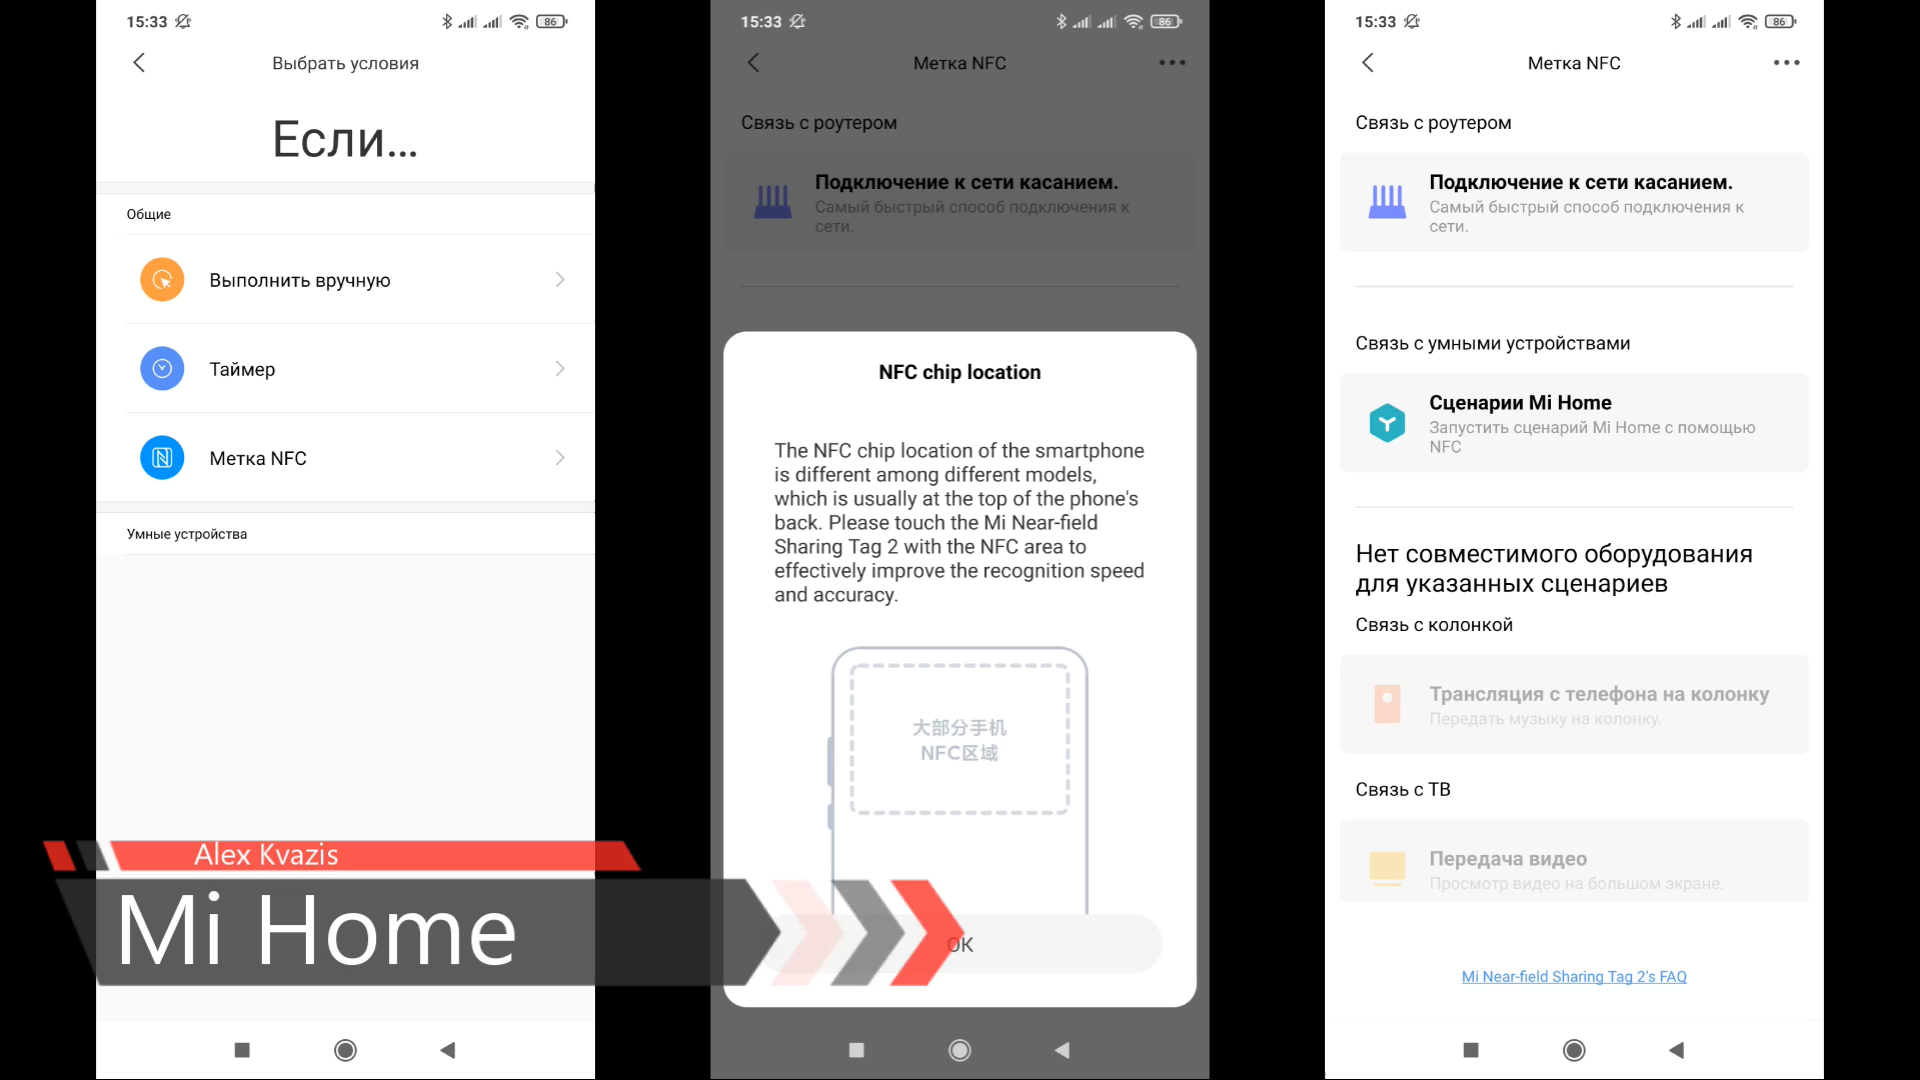 15:33
86
Выбрать условия
Если...
Общие
Выполнить вручную
Таймер
Метка NFC
Умные устройства
Alex Kvazis
Mi Home
15:33
86
Метка NFC
Связь с роутером
Подключение к сети касанием.
Самый быстрый способ подключения к
сети.
NFC chip location
The NFC chip location of the smartphone
is different among different models,
which is usually at the top of the phone's
back. Please touch the Mi Near-field
Sharing Tag 2 with the NFC area to
effectively improve the recognition speed
and accuracy.
大部分手机
NFC区域
OK
15:33
86
Метка NFC
Связь с роутером
Подключение к сети касанием.
Самый быстрый способ подключения к
сети.
Связь с умными устройствами
Сценарии Mi Home
Запустить сценарий Mi Home с помощью
NFC
Нет совместимого оборудования
для указанных сценариев
Связь с колонкой
Трансляция с телефона на колонку
Передать музыку на колонку.
Связь с ТВ
Передача видео
Просмотр видео на большом экране.
Mi Near-field Sharing Tag 2's FAQ